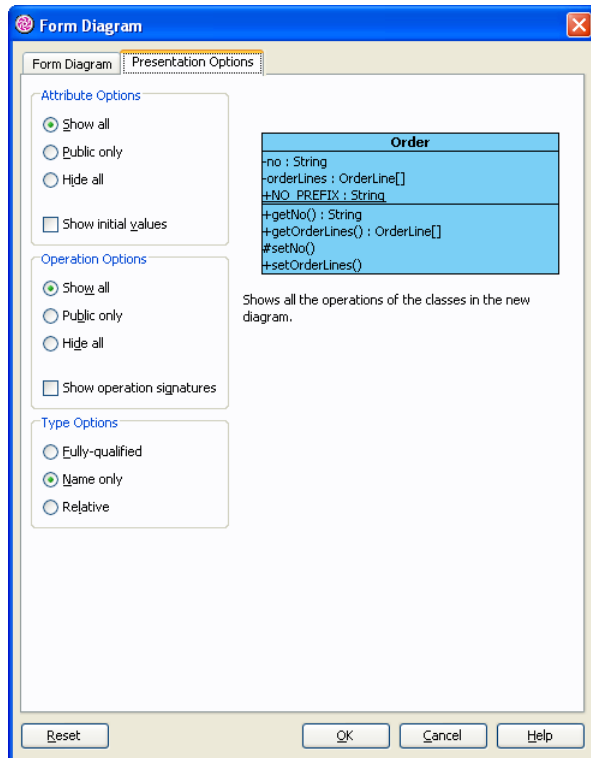 Form Diagram
Form Diagram
Presentation Options
Attribute Options
Show all
Public only
Hide all
Show initial values
Operation Options
Show all
Public only
Hide all
Show operation signatures
Type Options
Fully-qualified
Name only
Relative
Order
-no : String
-orderLines : OrderLine[]
+NO_PREFIX : String
+getNo() : String
+getOrderLines() : OrderLine[]
#setNo()
+setOrderLines()
Shows all the operations of the classes in the new
diagram.
Reset
OK
Cancel
Help